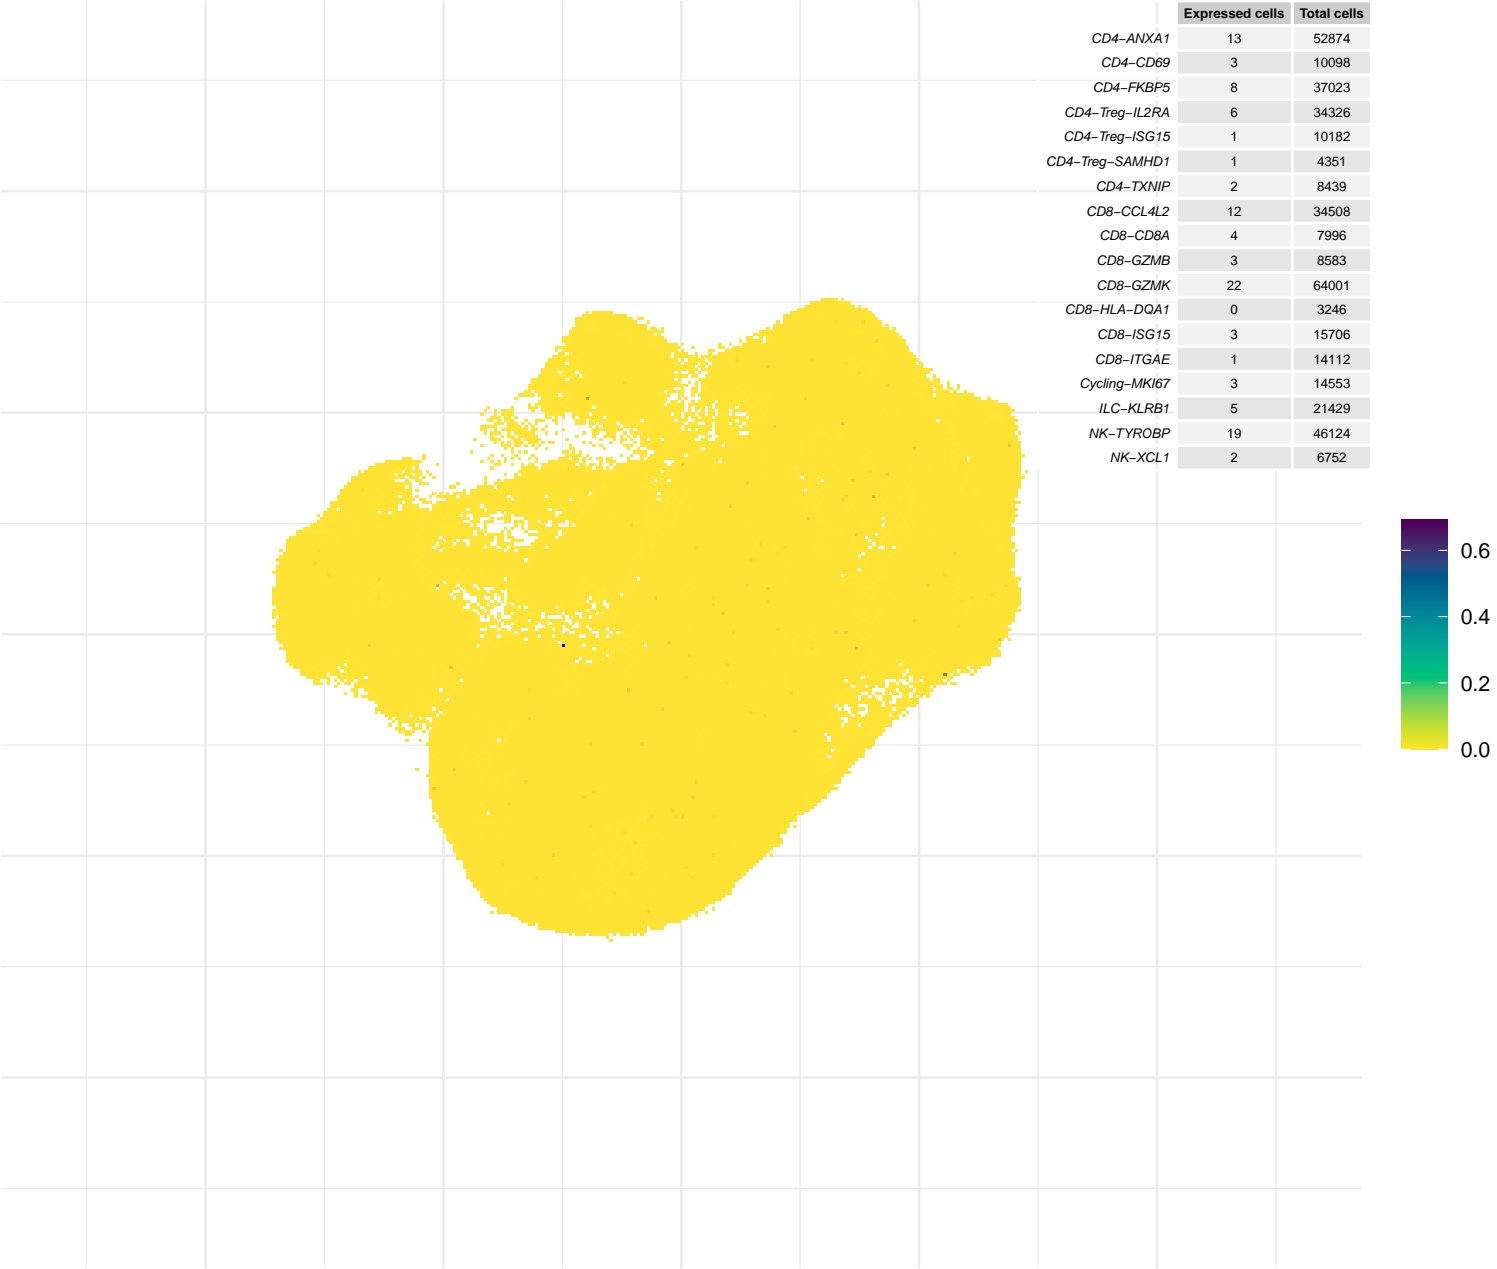 Expressed cells Total cells
CD4−ANXA1 13 52874
CD4−CD69 3 10098
CD4−FKBP5 8 37023
CD4−Treg−IL2RA 6 34326
CD4−Treg−ISG15 1 10182
CD4−Treg−SAMHD1 1 4351
CD4−TXNIP 2 8439
CD8−CCL4L2 12 34508
CD8−CD8A 4 7996
CD8−GZMB 3 8583
CD8−GZMK 22 64001
CD8−HLA−DQA1 0 3246
CD8−ISG15 3 15706
CD8−ITGAE 1 14112
Cycling−MKI67 3 14553
ILC−KLRB1 5 21429
NK−TYROBP 19 46124
NK−XCL1 2 6752
0.6
0.4
0.2
0.0